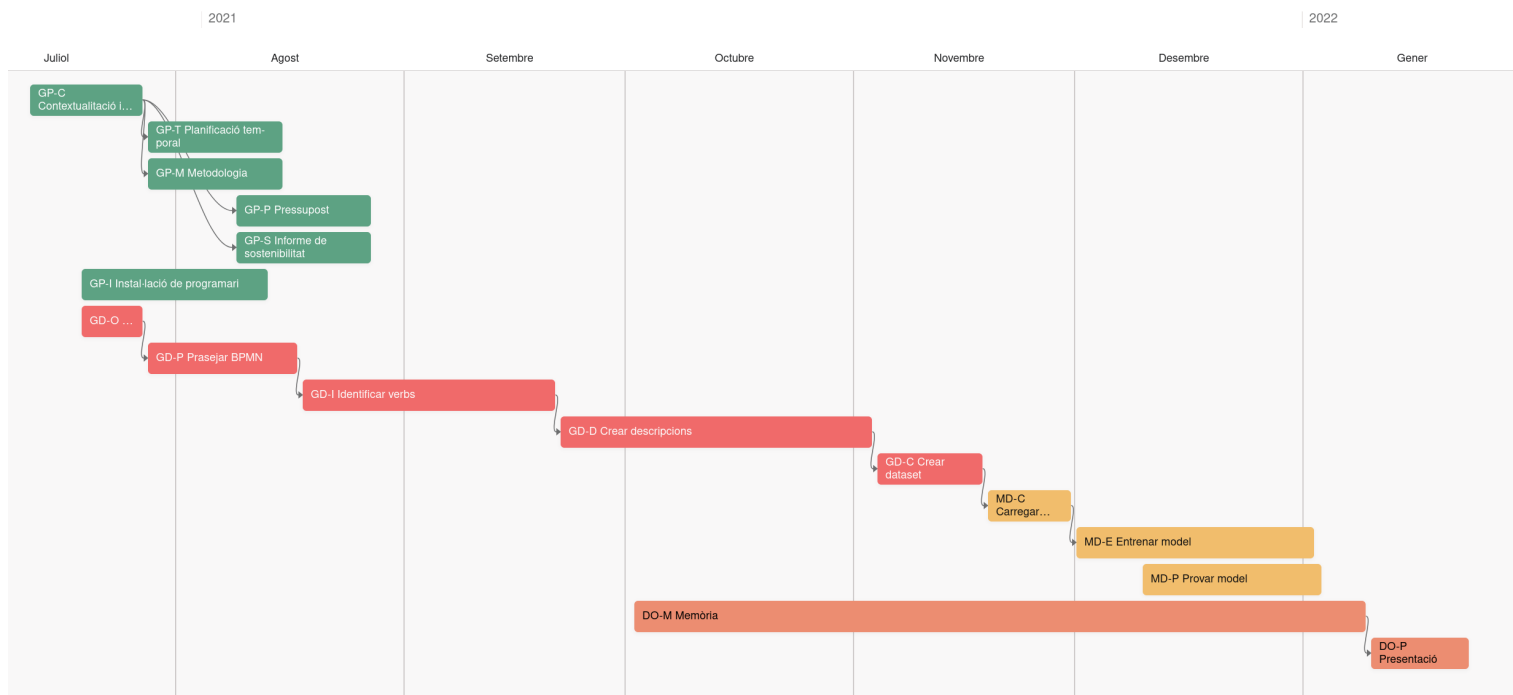 2021
2022
Juliol
Agost
Setembre
Octubre
Novembre
Desembre
Gener
GP-C
Contextualitació i...
GP-T Planificació tem-
poral
GP-M Metodologia
GP-P Pressupost
GP-S Informe de
sostenibilitat
GP-I Instal·lació de programari
GD-O ...
GD-P Prasejar BPMN
GD-I Identificar verbs
GD-D Crear descripcions
GD-C Crear
dataset
MD-C
Carregar...
MD-E Entrenar model
MD-P Provar model
DO-M Memòria
DO-P
Presentació